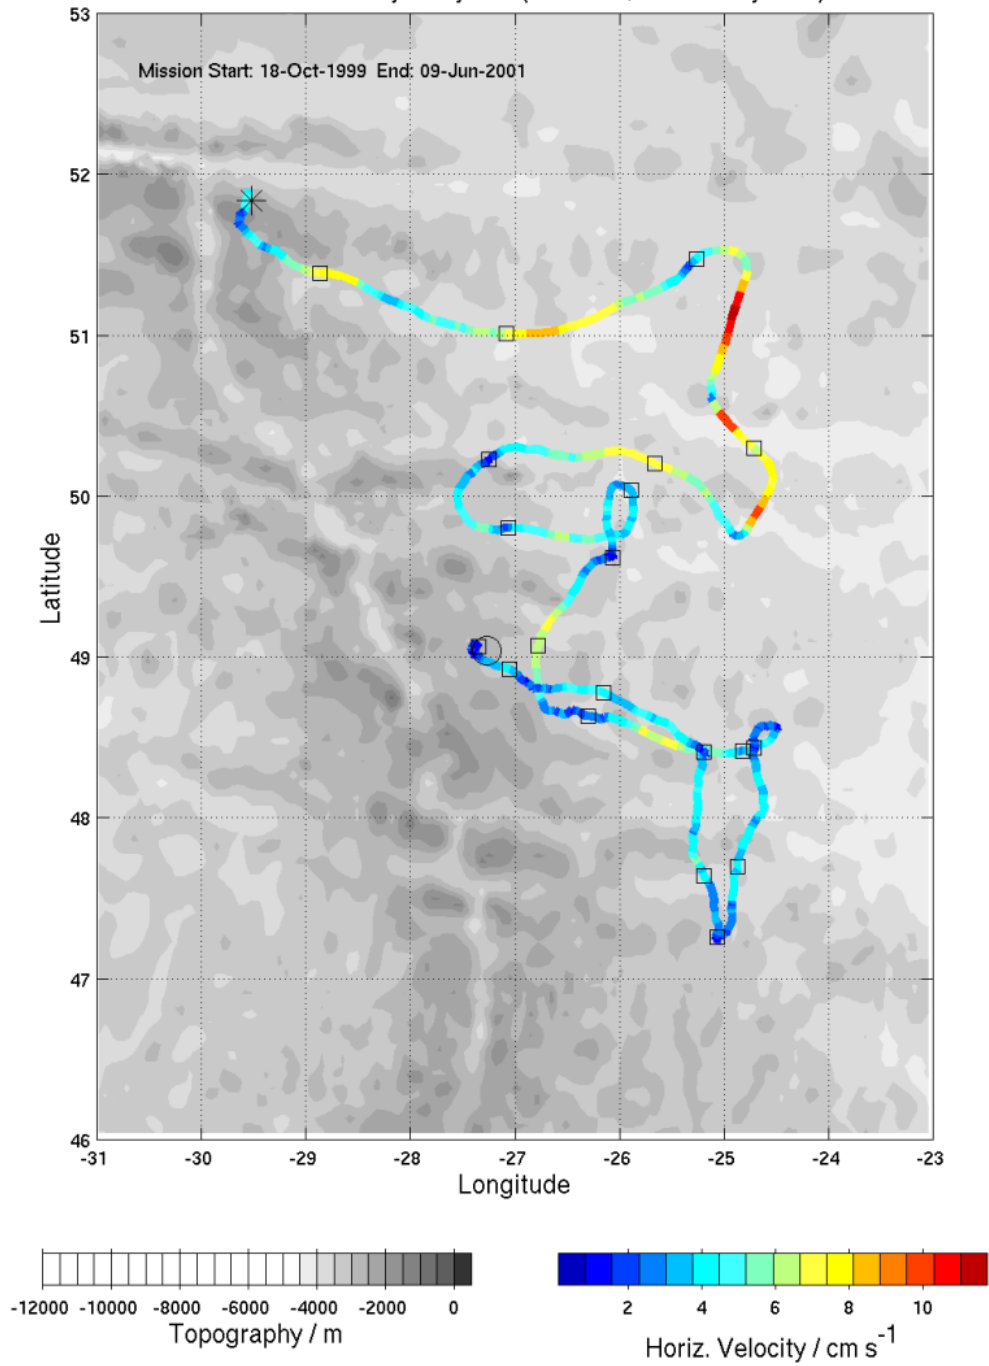 Mission Start: 18-Oct-1999 End: 09-Jun-2001
53
52
51
50
49
48
47
46
Latitude
-31 -30 -29 -28 -27 -26 -25 -24 -23
Longitude
-12000 -10000 -8000 -6000 -4000 -2000 0
Topography / m
2 4 6 8 10
Horiz. Velocity / cm s⁻¹